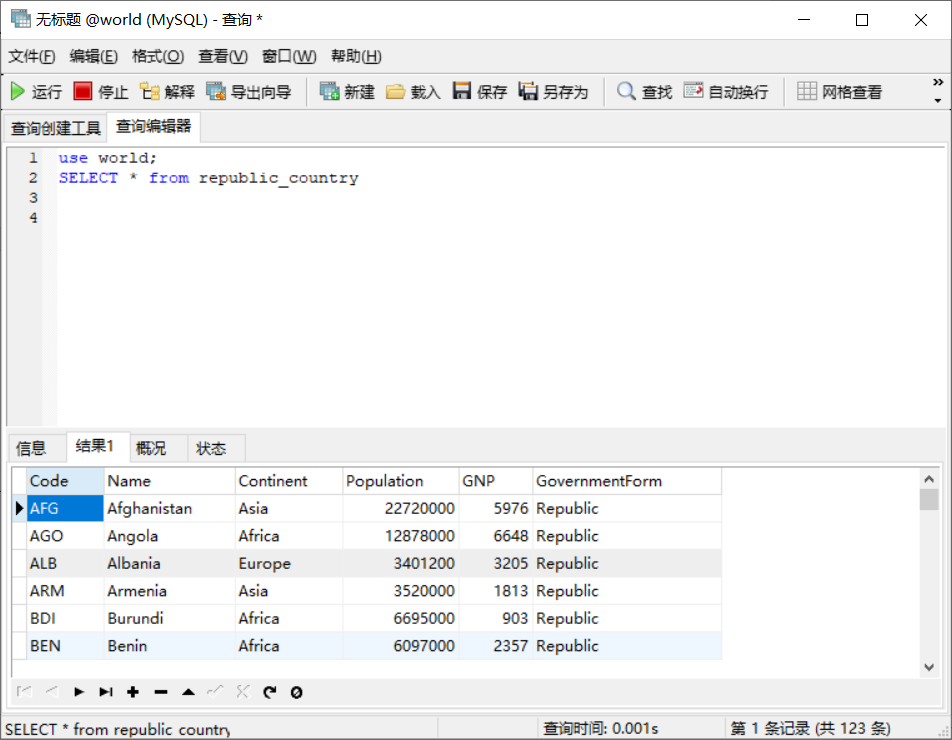 无标题 @world (MySQL) - 查询 *
文件(F) 编辑(E) 格式(O) 查看(V) 窗口(W) 帮助(H)
运行 停止 解释 导出向导 新建 载入 保存 另存为 查找 自动换行 网格查看 »
查询创建工具 查询编辑器
1 use world;
2 SELECT * from republic_country
3
4
信息 结果1 概况 状态
Code Name Continent Population GNP GovernmentForm
AFG Afghanistan Asia 22720000 5976 Republic
AGO Angola Africa 12878000 6648 Republic
ALB Albania Europe 3401200 3205 Republic
ARM Armenia Asia 3520000 1813 Republic
BDI Burundi Africa 6695000 903 Republic
BEN Benin Africa 6097000 2357 Republic
SELECT * from republic country 查询时间: 0.001s 第 1 条记录 (共 123 条)